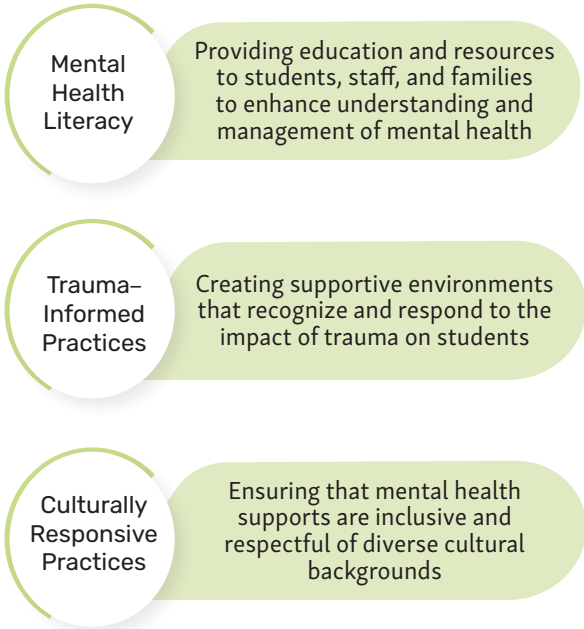 Mental
Health
Literacy
Providing education and resources
to students, staff, and families
to enhance understanding and
management of mental health
Trauma–
Informed
Practices
Creating supportive environments
that recognize and respond to the
impact of trauma on students
Culturally
Responsive
Practices
Ensuring that mental health
supports are inclusive and
respectful of diverse cultural
backgrounds